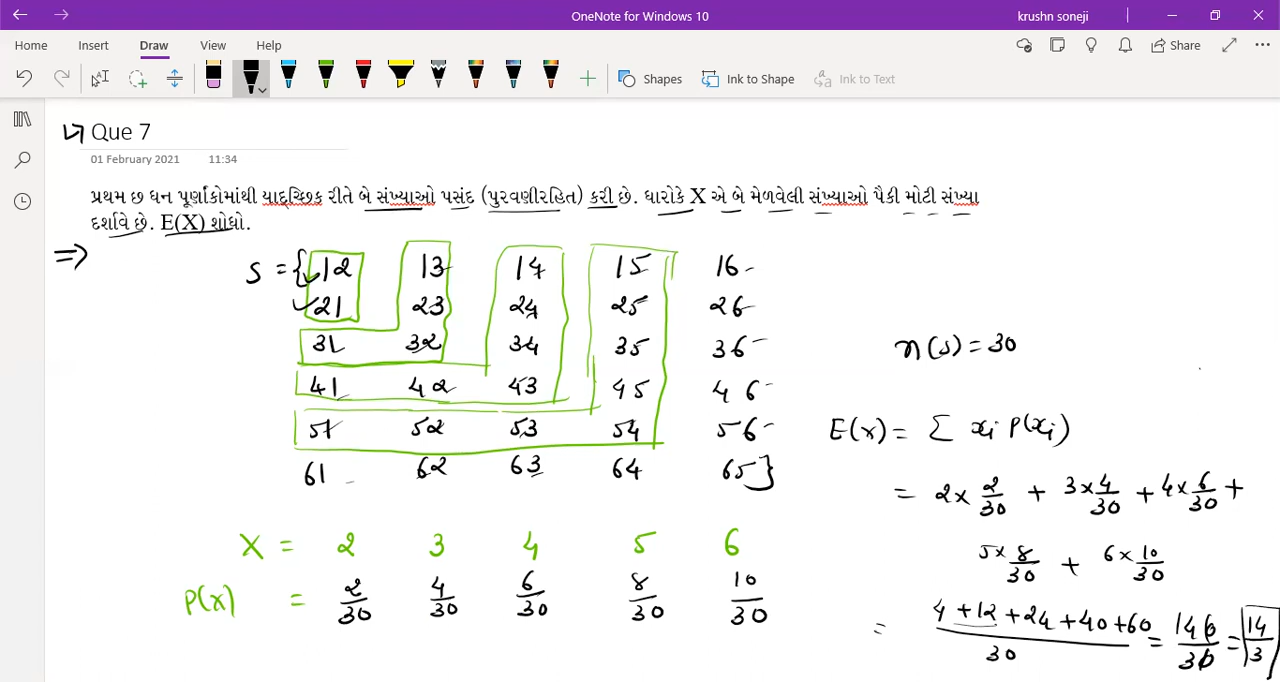 OneNote for Windows 10
krushn soneji
Home Insert Draw View Help
Share
Shapes Ink to Shape Ink to Text
Que 7
01 February 2021 11:34
પ્રથમ છ ધન પૂર્ણાંકોમાંથી યાદ્દચ્છિક રીતે બે સંખ્યાઓ પસંદ (પુરવણીરહિત) કરી છે. ધારોકે X એ બે મેળવેલી સંખ્યાઓ પૈકી મોટી સંખ્યા
દર્શાવે છે. E(X) શોધો.
⇒ S = { 12 13 14 15 16
21 23 24 25 26
31 32 34 35 36
41 42 43 45 46
51 52 53 54 56
61 62 63 64 65 }
n(s) = 30
E(x) = ∑ xi P(xi)
= 2 × 2/30 + 3 × 4/30 + 4 × 6/30 +
5 × 8/30 + 6 × 10/30
= 4 + 12 + 24 + 40 + 60 / 30 = 140/30 = 14/3
X = 2 3 4 5 6
P(x) = 2/30 4/30 6/30 8/30 10/30